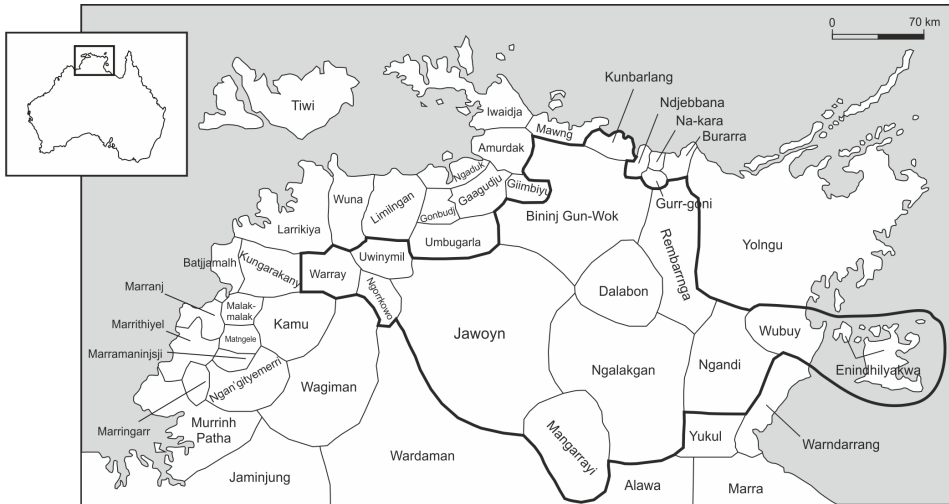 0 70 km
Kunbarlang
Ndjebbana
Na-kara
Burarra
Tiwi
Iwaidja
Mawng
Amurdak
Ngaduk
Gaagudju
Giimbiyu
Gurr-goni
Wuna
Limilngan
Gonbudj
Bininj Gun-Wok
Larrikiya
Umbugarla
Yolngu
Rembarrnga
Batjjamalh
Kungarakany
Warray
Uwinymil
Ngorrkowo
Dalabon
Marranj
Malak-
malak
Kamu
Jawoyn
Wubuy
Marrithiyel
Matngele
Marramaninjsji
Ngan'gityemerri
Wagiman
Ngalakgan
Ngandi
Enindhilyakwa
Marringarr
Murrinh
Patha
Mangarrayi
Yukul
Warndarrang
Wardaman
Jaminjung
Alawa
Marra